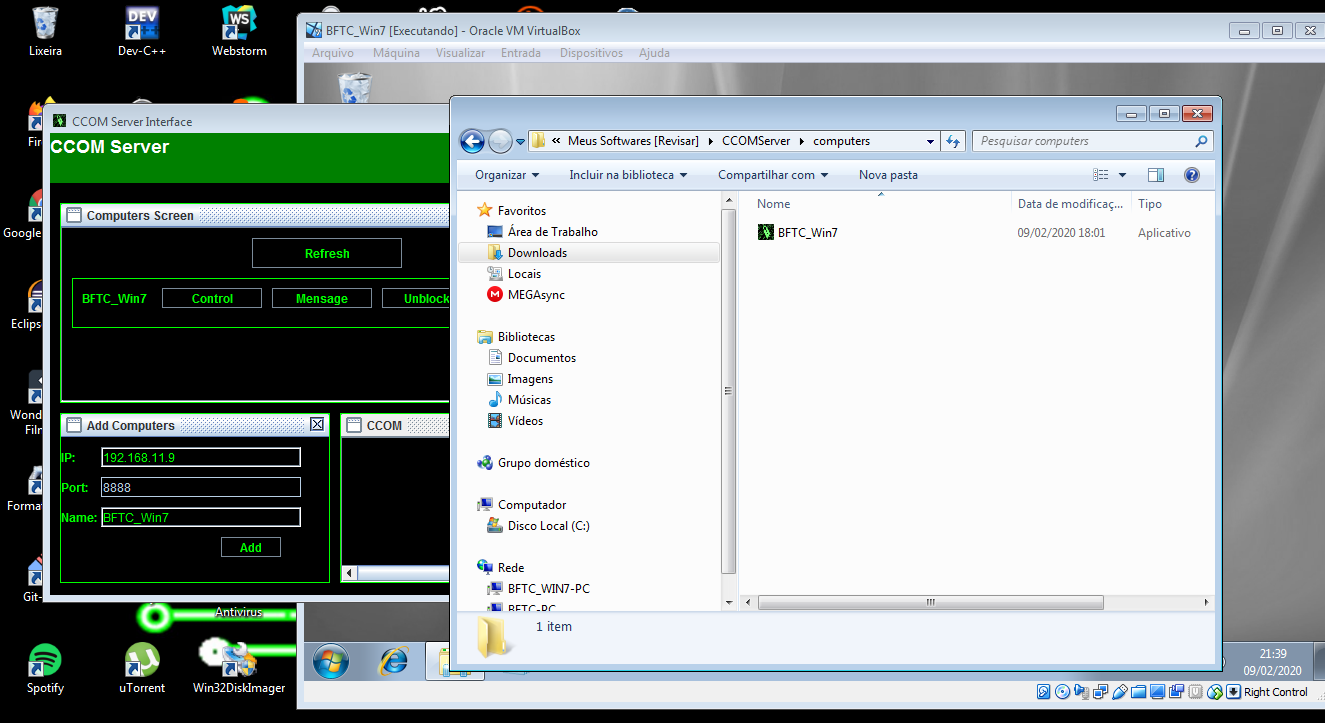 Lixeira
Dev-C++
Webstorm
BFTC_Win7 [Executando] - Oracle VM VirtualBox
Arquivo Máquina Visualizar Entrada Dispositivos Ajuda
CCOM Server Interface
CCOM Server
Computers Screen
Refresh
BFTC_Win7 Control Message Unblock
Add Computers
IP: 192.168.11.9
Port: 8888
Name: BFTC_Win7
Add
CCOM
« Meus Softwares [Revisar] CCOMServer computers
Pesquisar computers
Organizar Incluir na biblioteca Compartilhar com Nova pasta
Favoritos
Área de Trabalho
Downloads
Locais
MEGAsync
Bibliotecas
Documentos
Imagens
Músicas
Vídeos
Grupo doméstico
Computador
Disco Local (C:)
Rede
BFTC_WIN7-PC
BFTC-PC
Nome Data de modificaç... Tipo
BFTC_Win7 09/02/2020 18:01 Aplicativo
1 item
Fir
Google
Eclips
Wond
Film
Format
Git-
Antivirus
Spotify
uTorrent
Win32DiskImager
21:39
09/02/2020
Right Control